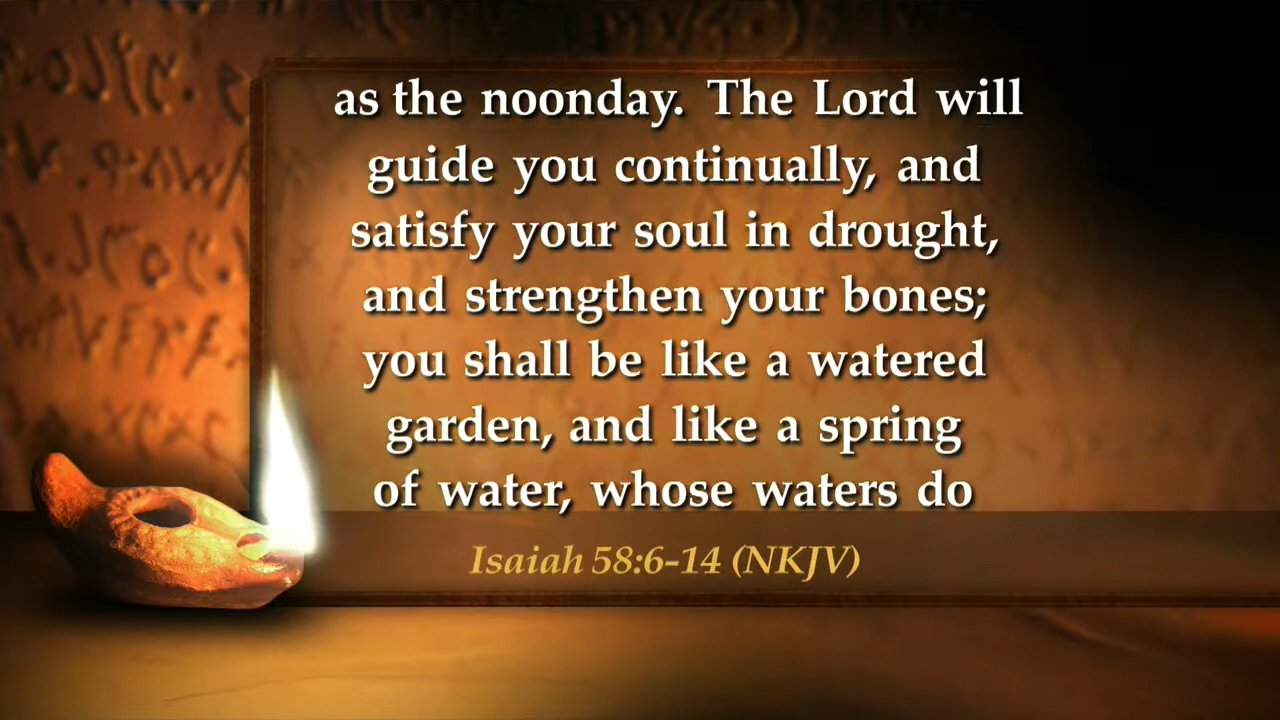 as the noonday. The Lord will
guide you continually, and
satisfy your soul in drought,
and strengthen your bones;
you shall be like a watered
garden, and like a spring
of water, whose waters do
Isaiah 58:6-14 (NKJV)